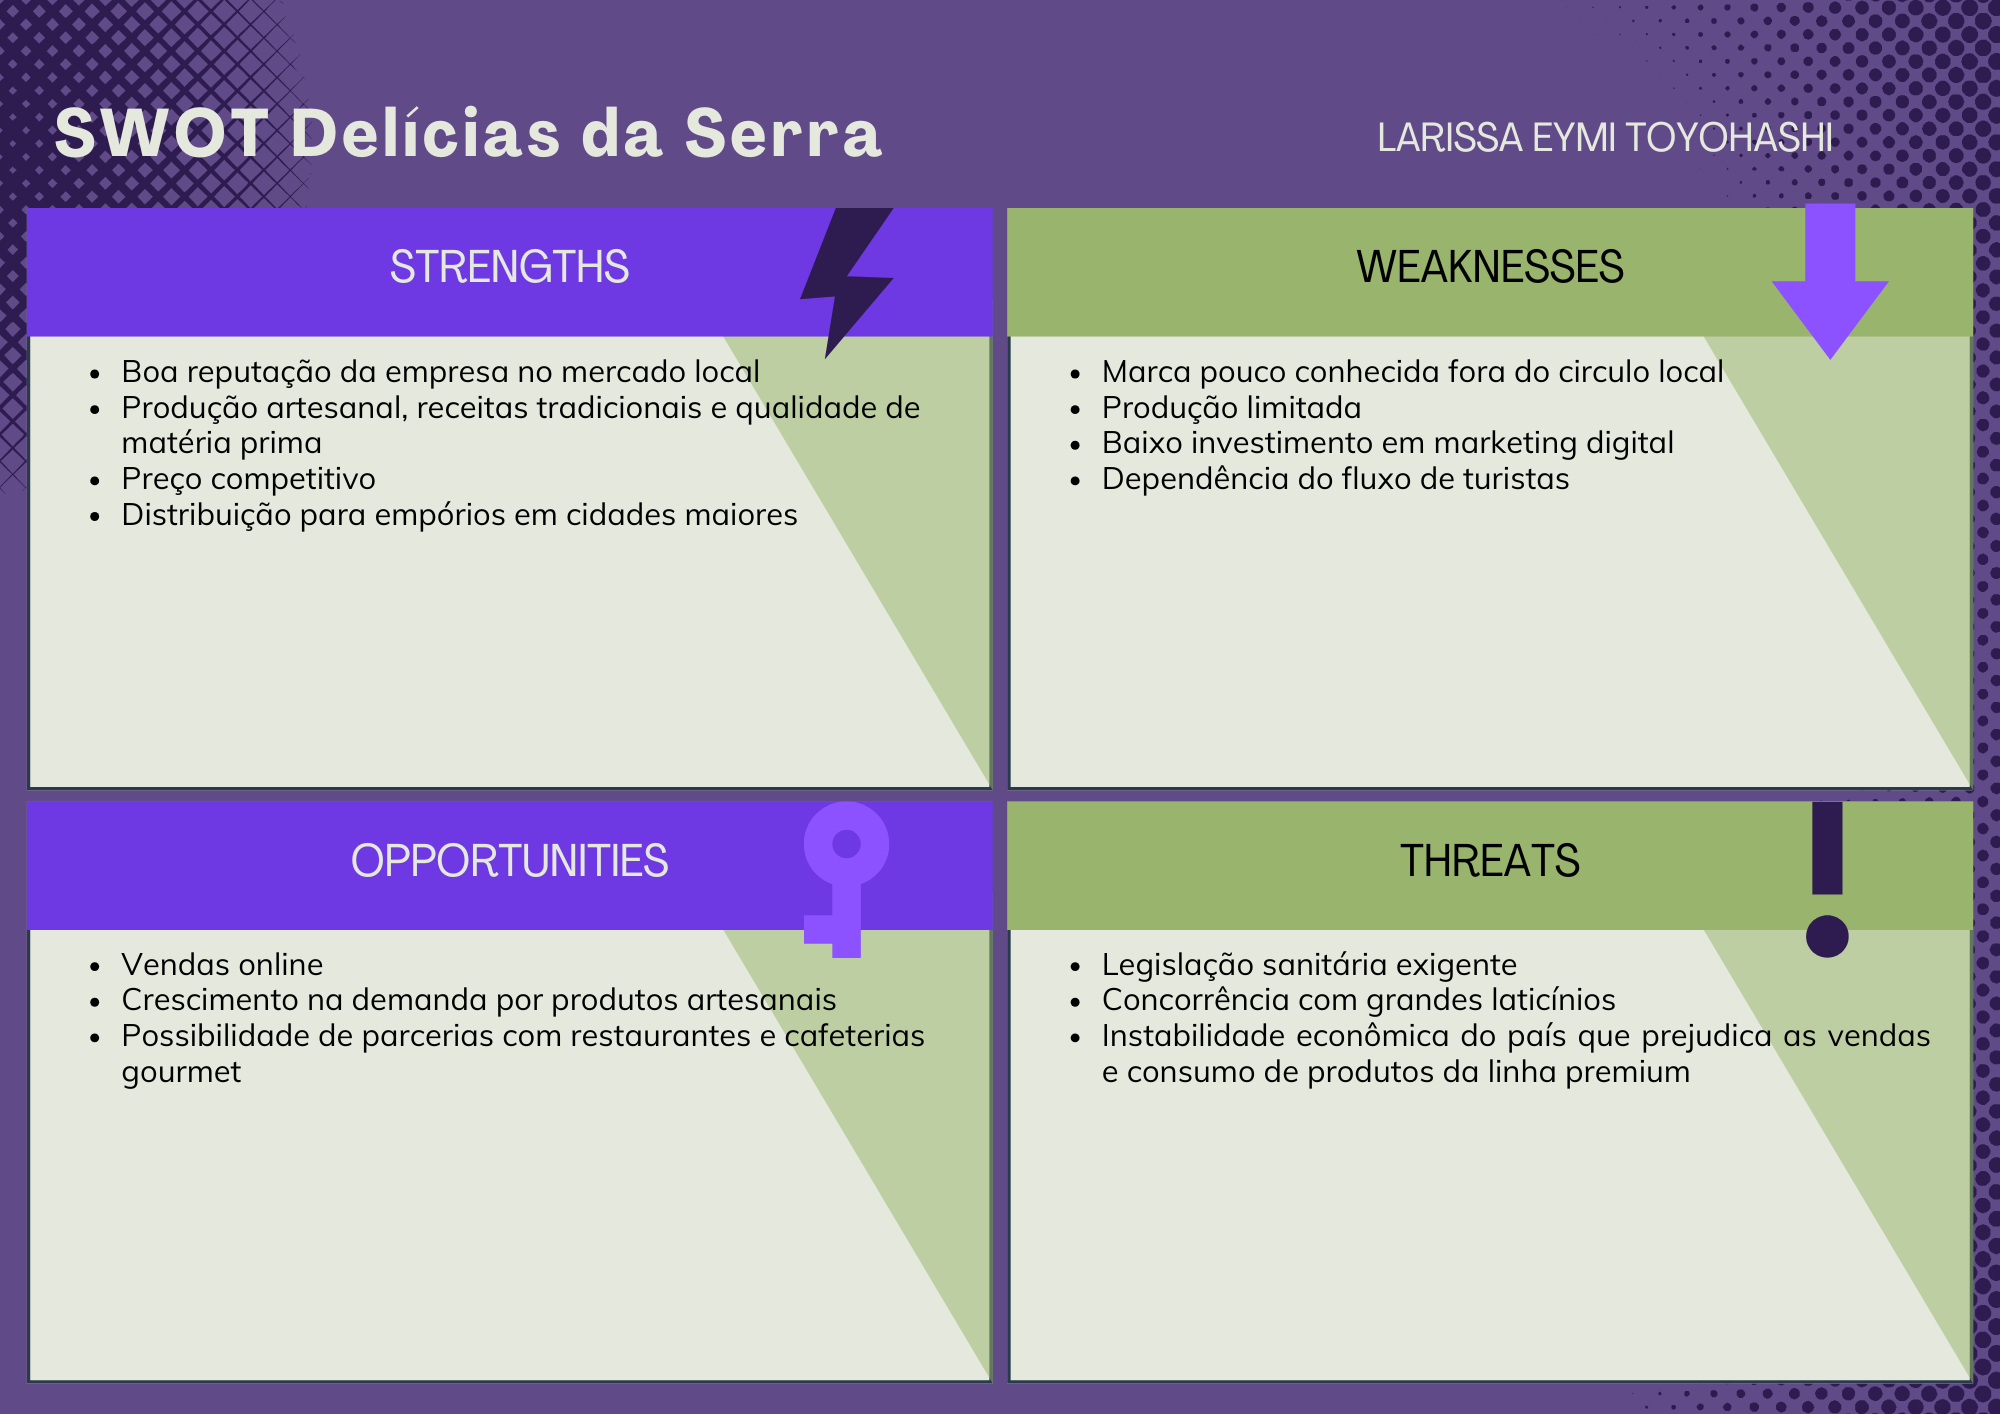 SWOT Delícias da Serra
LARISSA EYMI TOYOHASHI
STRENGTHS
• Boa reputação da empresa no mercado local
• Produção artesanal, receitas tradicionais e qualidade de
matéria prima
• Preço competitivo
• Distribuição para empórios em cidades maiores
WEAKNESSES
• Marca pouco conhecida fora do circulo local
• Produção limitada
• Baixo investimento em marketing digital
• Dependência do fluxo de turistas
OPPORTUNITIES
• Vendas online
• Crescimento na demanda por produtos artesanais
• Possibilidade de parcerias com restaurantes e cafeterias
gourmet
THREATS
• Legislação sanitária exigente
• Concorrência com grandes laticínios
• Instabilidade econômica do país que prejudica as vendas
e consumo de produtos da linha premium